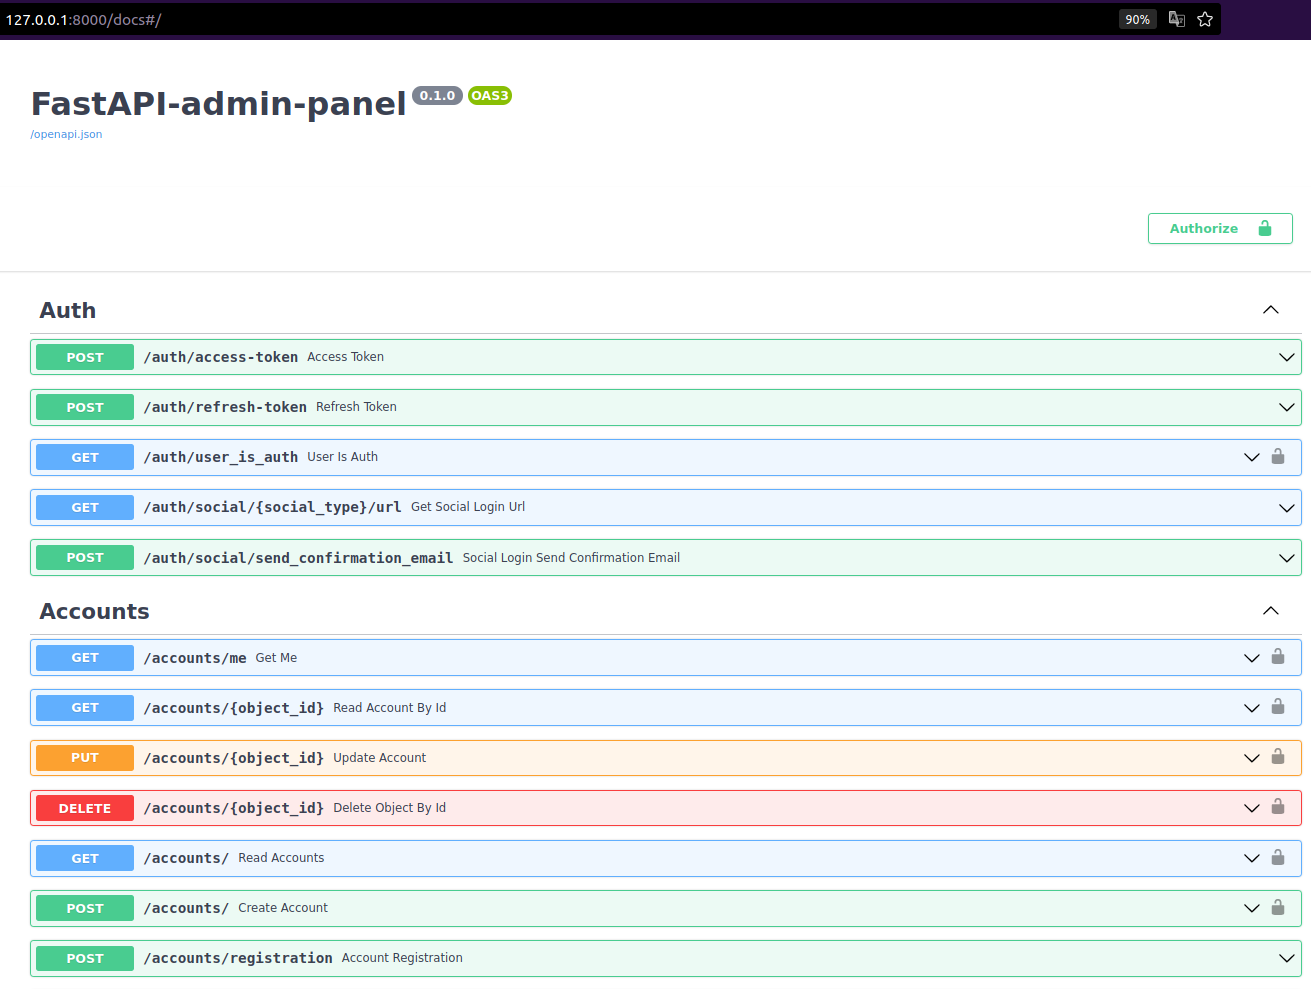 127.0.0.1:8000/docs#/ 90%
FastAPI-admin-panel 0.1.0 OAS3
/openapi.json
Authorize
Auth
POST /auth/access-token Access Token
POST /auth/refresh-token Refresh Token
GET /auth/user_is_auth User Is Auth
GET /auth/social/{social_type}/url Get Social Login Url
POST /auth/social/send_confirmation_email Social Login Send Confirmation Email
Accounts
GET /accounts/me Get Me
GET /accounts/{object_id} Read Account By Id
PUT /accounts/{object_id} Update Account
DELETE /accounts/{object_id} Delete Object By Id
GET /accounts/ Read Accounts
POST /accounts/ Create Account
POST /accounts/registration Account Registration